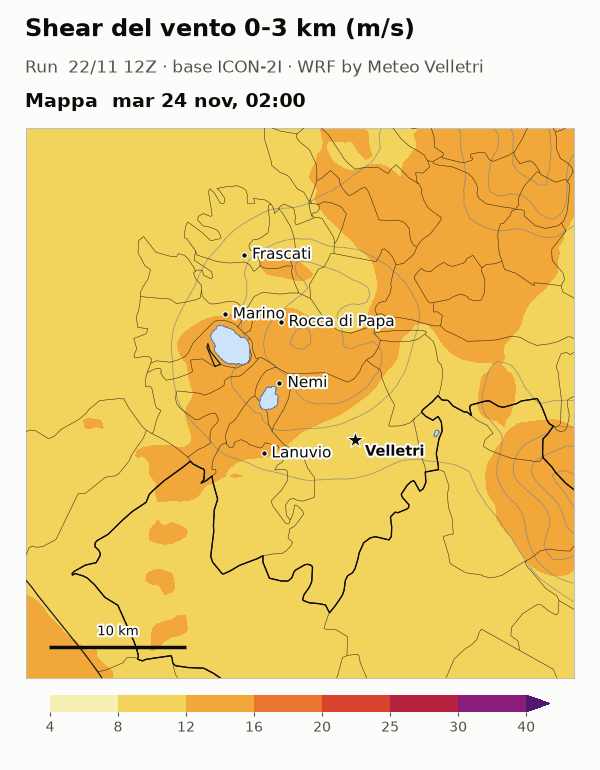 Shear del vento 0-3 km (m/s)
Run  22/11 12Z · base ICON-2I · WRF by Meteo Velletri
Mappa  mar 24 nov, 02:00
Frascati
Marino
Rocca di Papa
Nemi
Velletri
Lanuvio
10 km
4 8 12 16 20 25 30 40